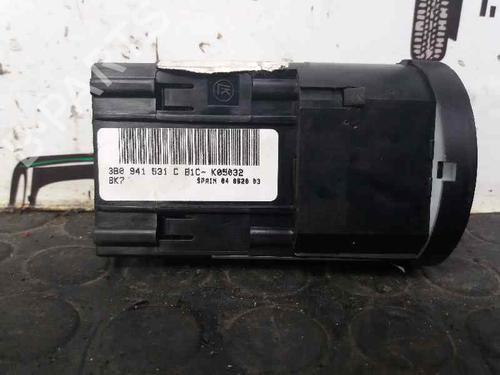 3B0 941 531 C B1C- K05032
BK7 SPAIN 04 0920 03